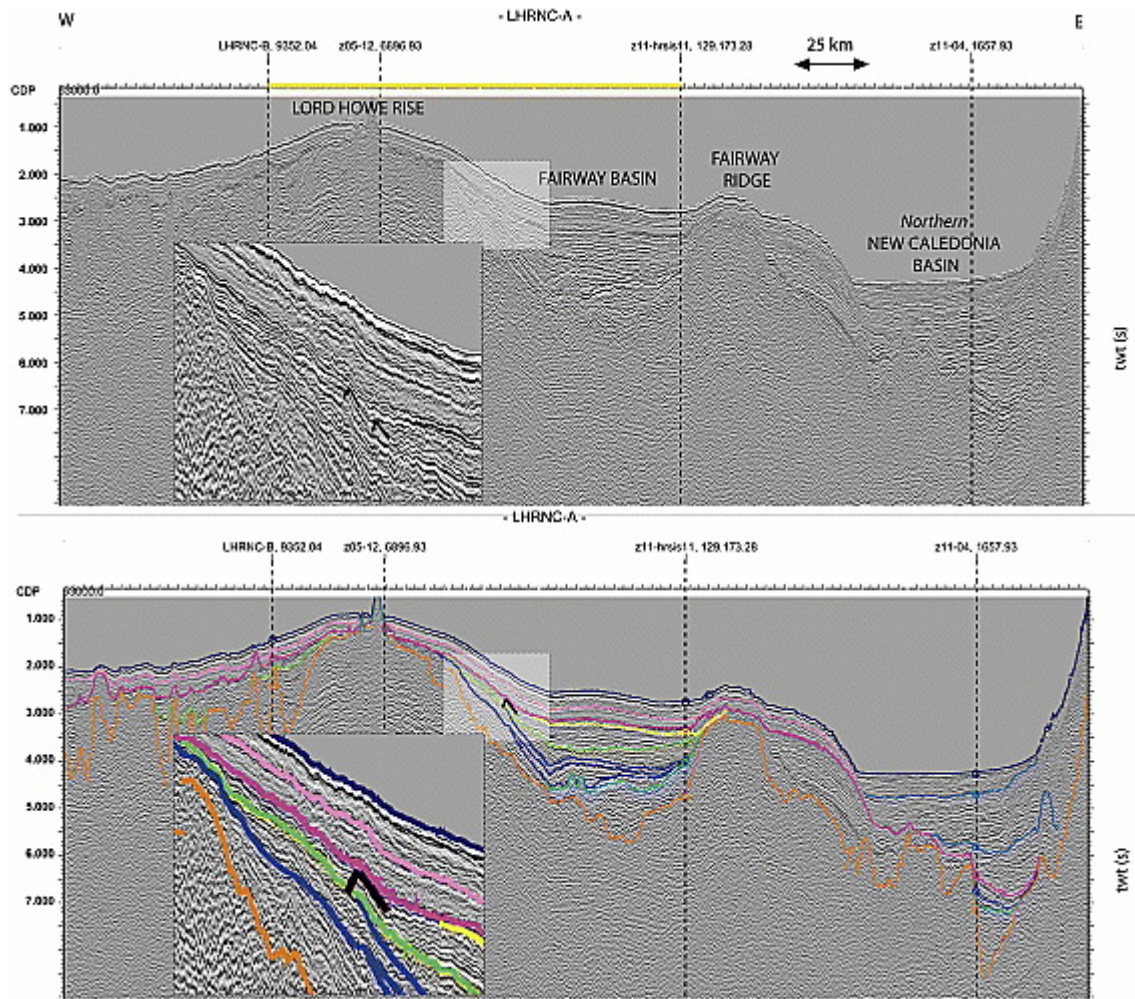 W
- LHRNC-A -
E
LHRNC-B, 9352.04 z05-12, 6896.93 z11-hrsis11, 129.173.28 25 km z11-04, 1657.93
CDP
LORD HOWE RISE
1.000
2.000
3.000
4.000
5.000
6.000
7.000
FAIRWAY BASIN
FAIRWAY
RIDGE
Northern
NEW CALEDONIA
BASIN
twt (s)
- LHRNC-A -
LHRNC-B, 9352.04 z05-12, 6896.93 z11-hrsis11, 129.173.28 z11-04, 1657.93
CDP
1.000
2.000
3.000
4.000
5.000
6.000
7.000
twt (s)